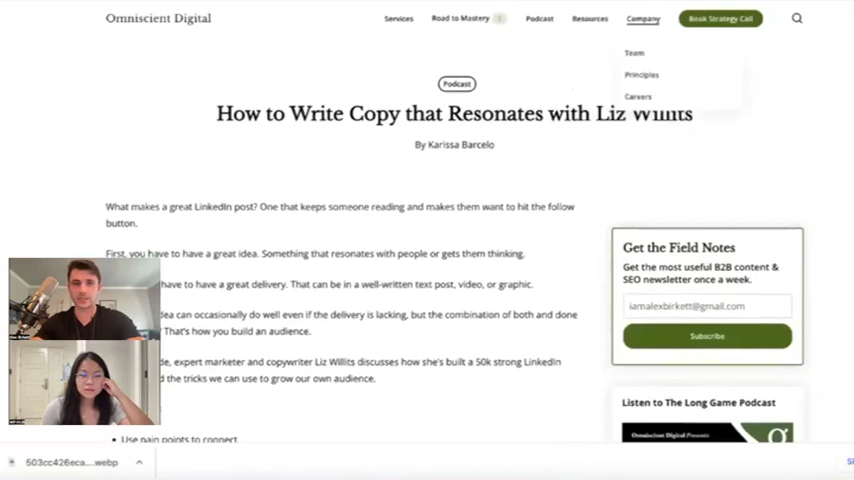 Omniscient Digital
Services
Road to Mastery
Podcast
Resources
Company
Book Strategy Call
Team
Principles
Careers
Podcast
How to Write Copy that Resonates with Liz Willits
By Karissa Barcelo
What makes a great LinkedIn post? One that keeps someone reading and makes them want to hit the follow
button.
First, you have to have a great idea. Something that resonates with people or gets them thinking.
have to have a great delivery. That can be in a well-written text post, video, or graphic.
dea can occasionally do well even if the delivery is lacking, but the combination of both and done
? That's how you build an audience.
de, expert marketer and copywriter Liz Willits discusses how she's built a 50k strong LinkedIn
d the tricks we can use to grow our own audience.
Use pain points to connect
Get the Field Notes
Get the most useful B2B content &
SEO newsletter once a week.
iamalexbirkett@gmail.com
Subscribe
Listen to The Long Game Podcast
Omniscient Digital Presents
503cc426eca....webp